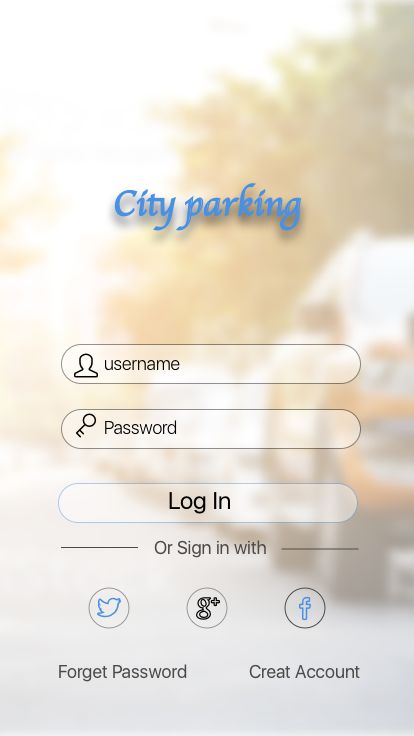 City parking
username
Password
Log In
Or Sign in with
g+
Forget Password
Creat Account